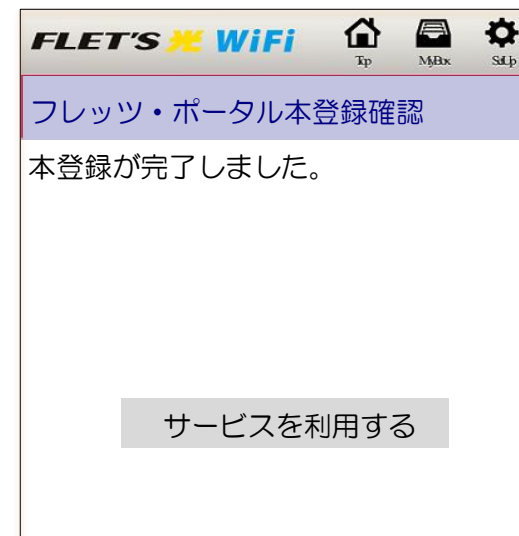 FLET'S 光 WiFi
Top MyBox SetUp
フレッツ・ポータル本登録確認
本登録が完了しました。
サービスを利用する